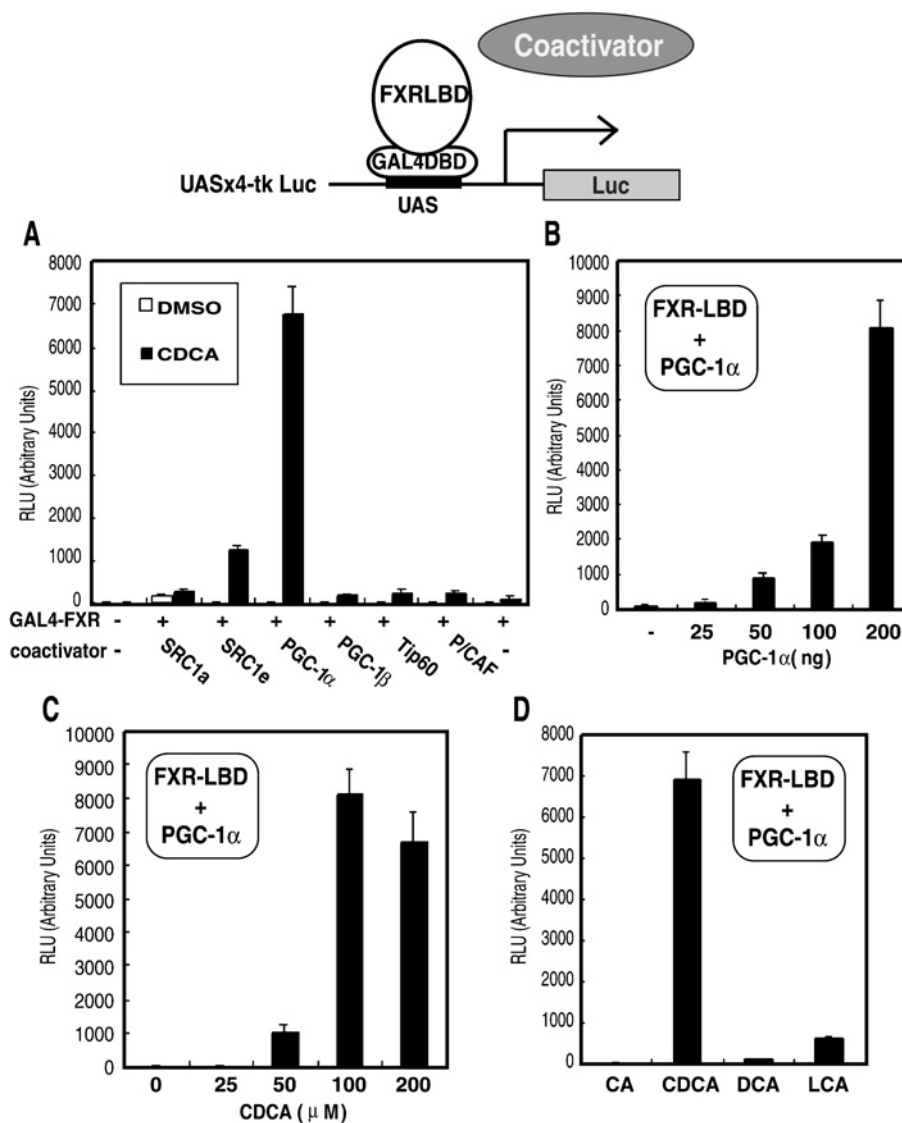 Coactivator
FXRLBD
GAL4DBD
UASx4-tk Luc
Luc
UAS
A
RLU (Arbitrary Units)
8000
7000
6000
5000
4000
3000
2000
1000
0
DMSO
CDCA
GAL4-FXR - + + + + + + +
coactivator - SRC1a SRC1e PGC-1α PGC-1β Tip60 P/CAF -
B
RLU (Arbitrary Units)
10000
9000
8000
7000
6000
5000
4000
3000
2000
1000
0
FXR-LBD
+
PGC-1α
- 25 50 100 200
PGC-1α( ng)
C
RLU (Arbitrary Units)
10000
9000
8000
7000
6000
5000
4000
3000
2000
1000
0
FXR-LBD
+
PGC-1α
0 25 50 100 200
CDCA ( μ M)
D
RLU (Arbitrary Units)
8000
7000
6000
5000
4000
3000
2000
1000
0
FXR-LBD
+
PGC-1α
CA CDCA DCA LCA